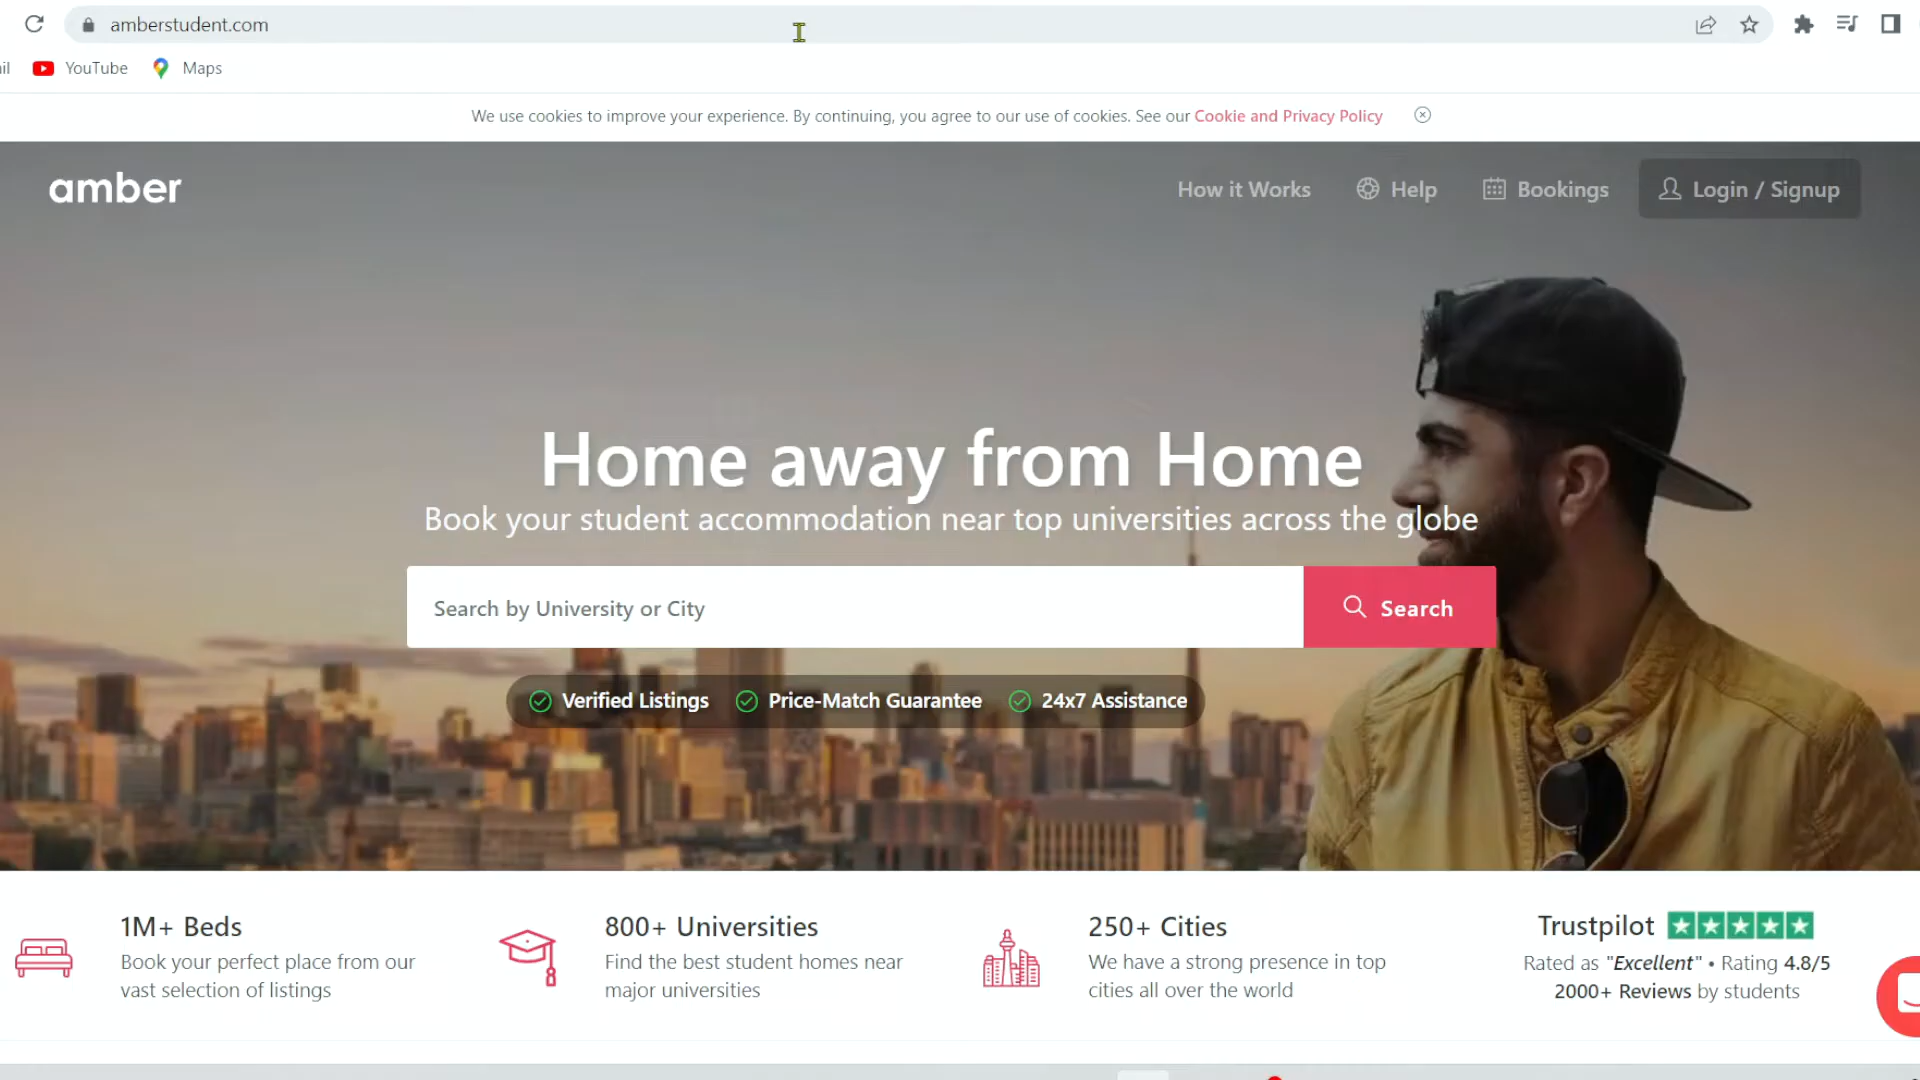 amberstudent.com
YouTube
Maps
We use cookies to improve your experience. By continuing, you agree to our use of cookies. See our Cookie and Privacy Policy
amber
How it Works
Help
Bookings
Login / Signup
Home away from Home
Book your student accommodation near top universities across the globe
Search by University or City
Search
Verified Listings
Price-Match Guarantee
24x7 Assistance
1M+ Beds
Book your perfect place from our
vast selection of listings
800+ Universities
Find the best student homes near
major universities
250+ Cities
We have a strong presence in top
cities all over the world
Trustpilot
Rated as "Excellent" • Rating 4.8/5
2000+ Reviews by students